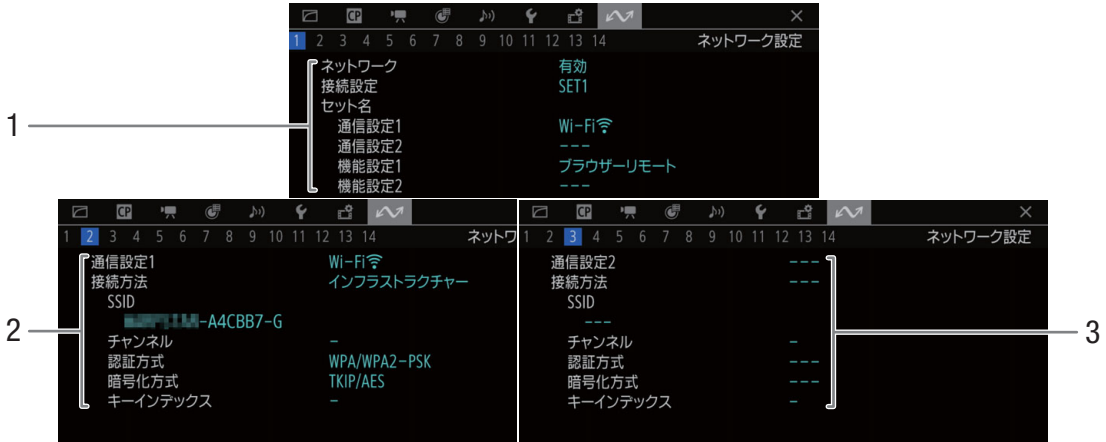 CP
1 2 3 4 5 6 7 8 9 10 11 12 13 14 ネットワーク設定
ネットワーク 有効
接続設定 SET1
セット名
通信設定1 Wi-Fi
通信設定2 ---
機能設定1 ブラウザーリモート
機能設定2 ---
1
CP
1 2 3 4 5 6 7 8 9 10 11 12 13 14 ネットワ
通信設定1 Wi-Fi
接続方法 インフラストラクチャー
SSID
-A4CBB7-G
チャンネル -
認証方式 WPA/WPA2-PSK
暗号化方式 TKIP/AES
キーインデックス -
2
CP
1 2 3 4 5 6 7 8 9 10 11 12 13 14 ネットワーク設定
通信設定2 ---
接続方法 ---
SSID
---
チャンネル -
認証方式 ---
暗号化方式 ---
キーインデックス -
3